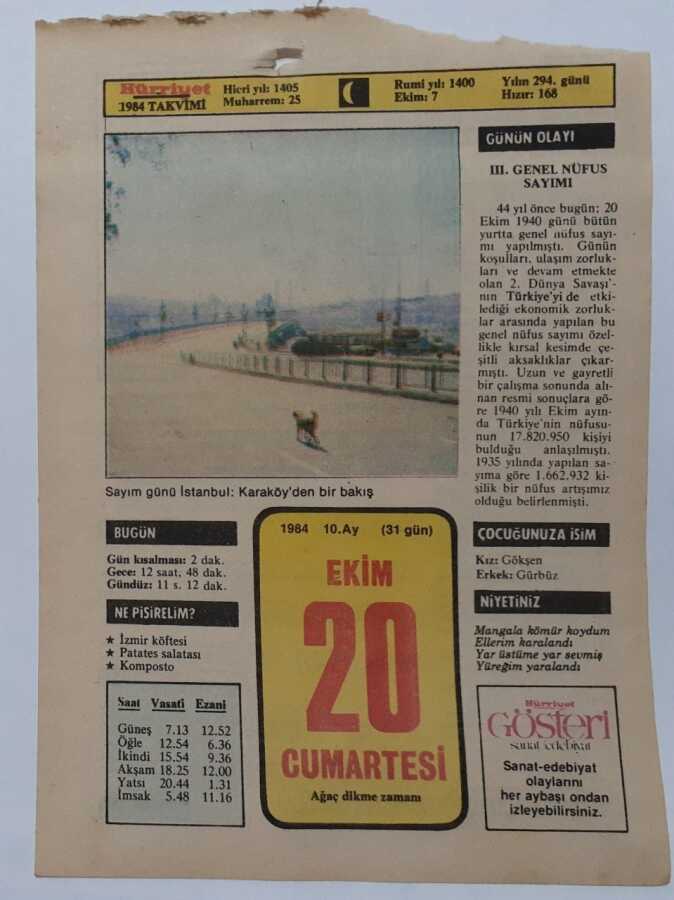 Hürriyet
1984 TAKVİMİ
Hicri yıl: 1405
Muharrem: 25
Rumi yıl: 1400
Ekim: 7
Yılın 294. günü
Hızır: 168
GÜNÜN OLAYI
III. GENEL NÜFUS
SAYIMI
44 yıl önce bugün; 20
Ekim 1940 günü bütün
yurtta genel nüfus sayı-
mı yapılmıştı. Günün
koşulları, ulaşım zorluk-
ları ve devam etmekte
olan 2. Dünya Savaşı'-
nın Türkiye'yi de etki-
lediği ekonomik zorluk-
lar arasında yapılan bu
genel nüfus sayımı özel-
likle kırsal kesimde çe-
şitli aksaklıklar çıkar-
mıştı. Uzun ve gayretli
bir çalışma sonunda alı-
nan resmi sonuçlara gö-
re 1940 yılı Ekim ayın-
da Türkiye'nin nüfusu-
nun 17.820.950 kişiyi
bulduğu anlaşılmıştı.
1935 yılında yapılan sa-
yıma göre 1.662.932 ki-
şilik bir nüfus artışımız
olduğu belirlenmişti.
Sayım günü İstanbul: Karaköy'den bir bakış
BUGÜN
Gün kısalması: 2 dak.
Gece: 12 saat, 48 dak.
Gündüz: 11 s. 12 dak.
NE PİŞİRELİM?
★ İzmir köftesi
★ Patates salatası
★ Komposto
Saat Vasati Ezani
Güneş 7.13 12.52
Öğle 12.54 6.36
İkindi 15.54 9.36
Akşam 18.25 12.00
Yatsı 20.44 1.31
İmsak 5.48 11.16
1984 10.Ay (31 gün)
EKİM
20
CUMARTESİ
Ağaç dikme zamanı
ÇOCUĞUNUZA İSİM
Kız: Gökşen
Erkek: Gürbüz
NİYETİNİZ
Mangala kömür koydum
Ellerim karalandı
Yar üstüme yar sevmiş
Yüreğim yaralandı
Hürriyet
GÖSTERİ
sanat edebiyat
Sanat-edebiyat
olaylarını
her aybaşı ondan
izleyebilirsiniz.